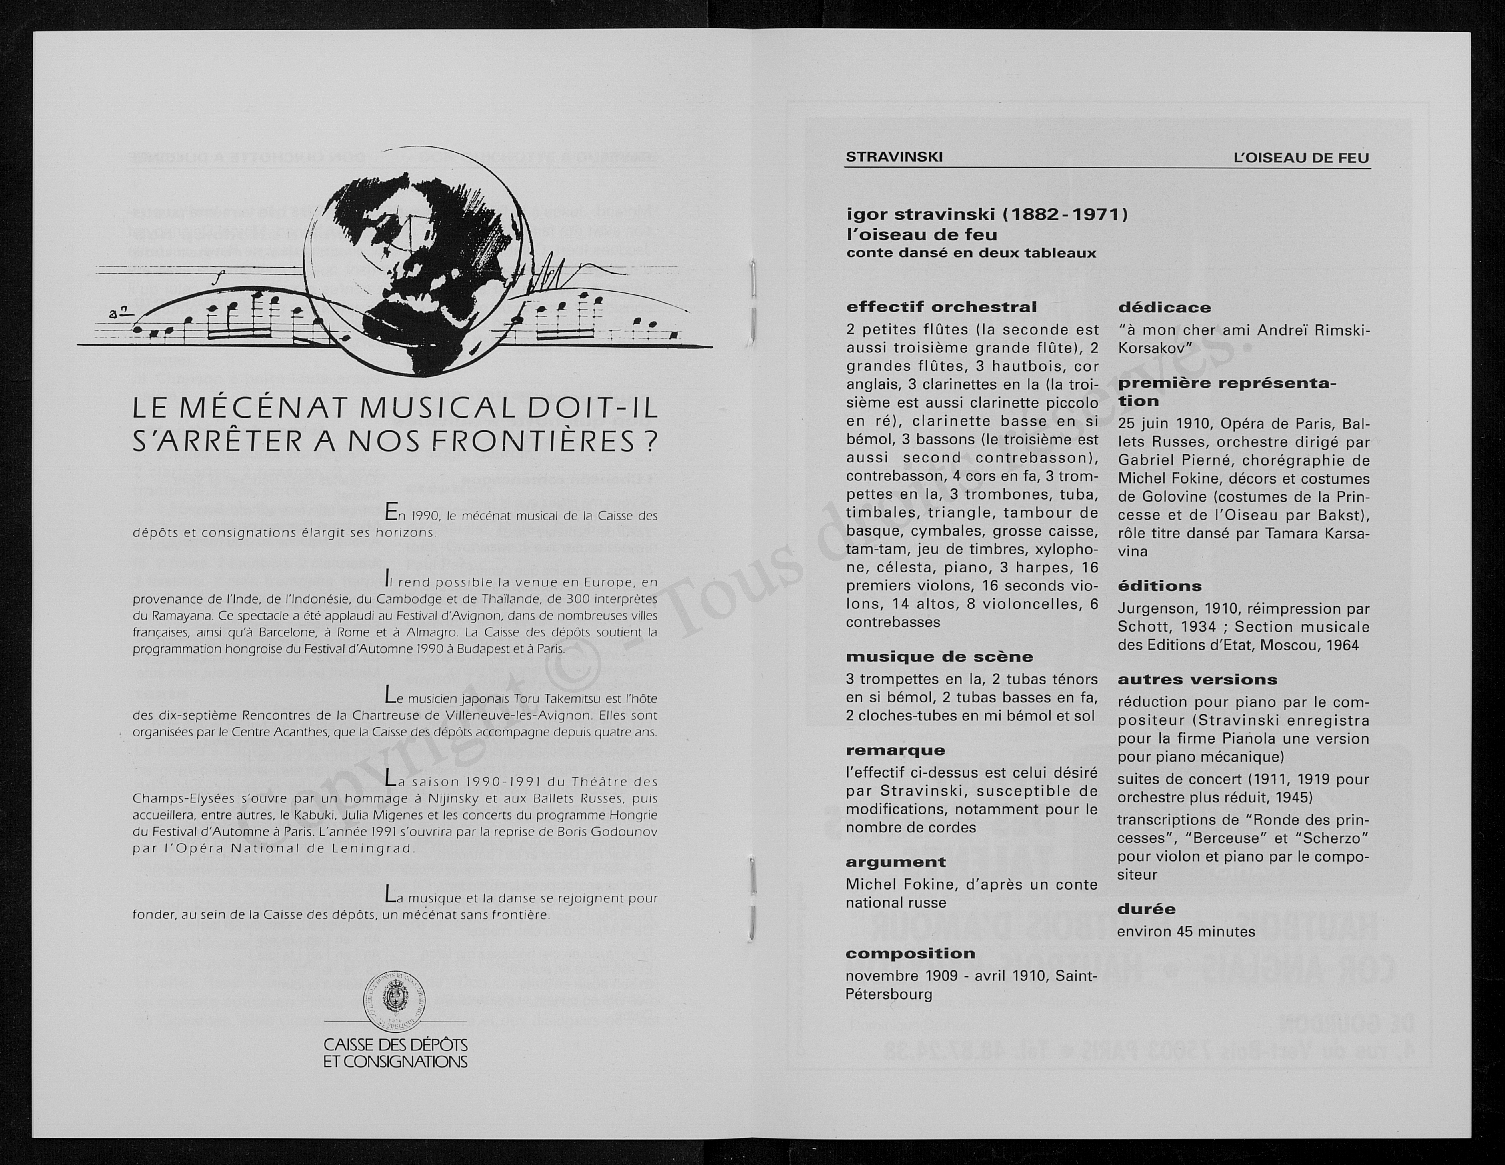 LE MÉCÉNAT MUSICAL DOIT-IL
S'ARRÊTER A NOS FRONTIÈRES ?
En 1990, le mécénat musical de la Caisse des
dépôts et consignations élargit ses horizons.
Il rend possible la venue en Europe, en
provenance de l'Inde, de l'Indonésie, du Cambodge et de Thaïlande, de 300 interprètes
du Ramayana. Ce spectacle a été applaudi au Festival d'Avignon, dans de nombreuses villes
françaises, ainsi qu'à Barcelone, à Rome et à Almagro. La Caisse des dépôts soutient la
programmation hongroise du Festival d'Automne 1990 à Budapest et à Paris.
Le musicien japonais Toru Takemitsu est l'hôte
des dix-septième Rencontres de la Chartreuse de Villeneuve-les-Avignon. Elles sont
organisées par le Centre Acanthes, que la Caisse des dépôts accompagne depuis quatre ans.
La saison 1990-1991 du Théâtre des
Champs-Elysées s'ouvre par un hommage à Nijinsky et aux Ballets Russes, puis
accueillera, entre autres, le Kabuki, Julia Migenes et les concerts du programme Hongrie
du Festival d'Automne à Paris. L'année 1991 s'ouvrira par la reprise de Boris Godounov
par l'Opéra National de Leningrad.
La musique et la danse se rejoignent pour
fonder, au sein de la Caisse des dépôts, un mécénat sans frontière.
CAISSE DES DÉPÔTS
ET CONSIGNATIONS
STRAVINSKI L'OISEAU DE FEU
igor stravinski (1882-1971)
l'oiseau de feu
conte dansé en deux tableaux
effectif orchestral
2 petites flûtes (la seconde est
aussi troisième grande flûte), 2
grandes flûtes, 3 hautbois, cor
anglais, 3 clarinettes en la (la troi-
sième est aussi clarinette piccolo
en ré), clarinette basse en si
bémol, 3 bassons (le troisième est
aussi second contrebasson),
contrebasson, 4 cors en fa, 3 trom-
pettes en la, 3 trombones, tuba,
timbales, triangle, tambour de
basque, cymbales, grosse caisse,
tam-tam, jeu de timbres, xylopho-
ne, célesta, piano, 3 harpes, 16
premiers violons, 16 seconds vio-
lons, 14 altos, 8 violoncelles, 6
contrebasses
musique de scène
3 trompettes en la, 2 tubas ténors
en si bémol, 2 tubas basses en fa,
2 cloches-tubes en mi bémol et sol
remarque
l'effectif ci-dessus est celui désiré
par Stravinski, susceptible de
modifications, notamment pour le
nombre de cordes
argument
Michel Fokine, d'après un conte
national russe
composition
novembre 1909 - avril 1910, Saint-
Pétersbourg
dédicace
"à mon cher ami Andreï Rimski-
Korsakov"
première représenta-
tion
25 juin 1910, Opéra de Paris, Bal-
lets Russes, orchestre dirigé par
Gabriel Pierné, chorégraphie de
Michel Fokine, décors et costumes
de Golovine (costumes de la Prin-
cesse et de l'Oiseau par Bakst),
rôle titre dansé par Tamara Karsa-
vina
éditions
Jurgenson, 1910, réimpression par
Schott, 1934 ; Section musicale
des Editions d'Etat, Moscou, 1964
autres versions
réduction pour piano par le com-
positeur (Stravinski enregistra
pour la firme Pianola une version
pour piano mécanique)
suites de concert (1911, 1919 pour
orchestre plus réduit, 1945)
transcriptions de "Ronde des prin-
cesses", "Berceuse" et "Scherzo"
pour violon et piano par le compo-
siteur
durée
environ 45 minutes
Copyright © - Tous droits réservés.